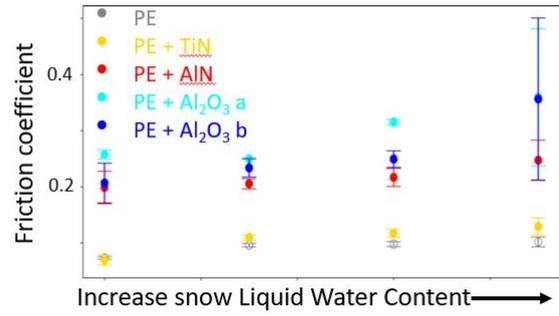 PE
PE + TiN
PE + AlN
PE + Al₂O₃ a
PE + Al₂O₃ b
0.4
0.2
Friction coefficient
Increase snow Liquid Water Content